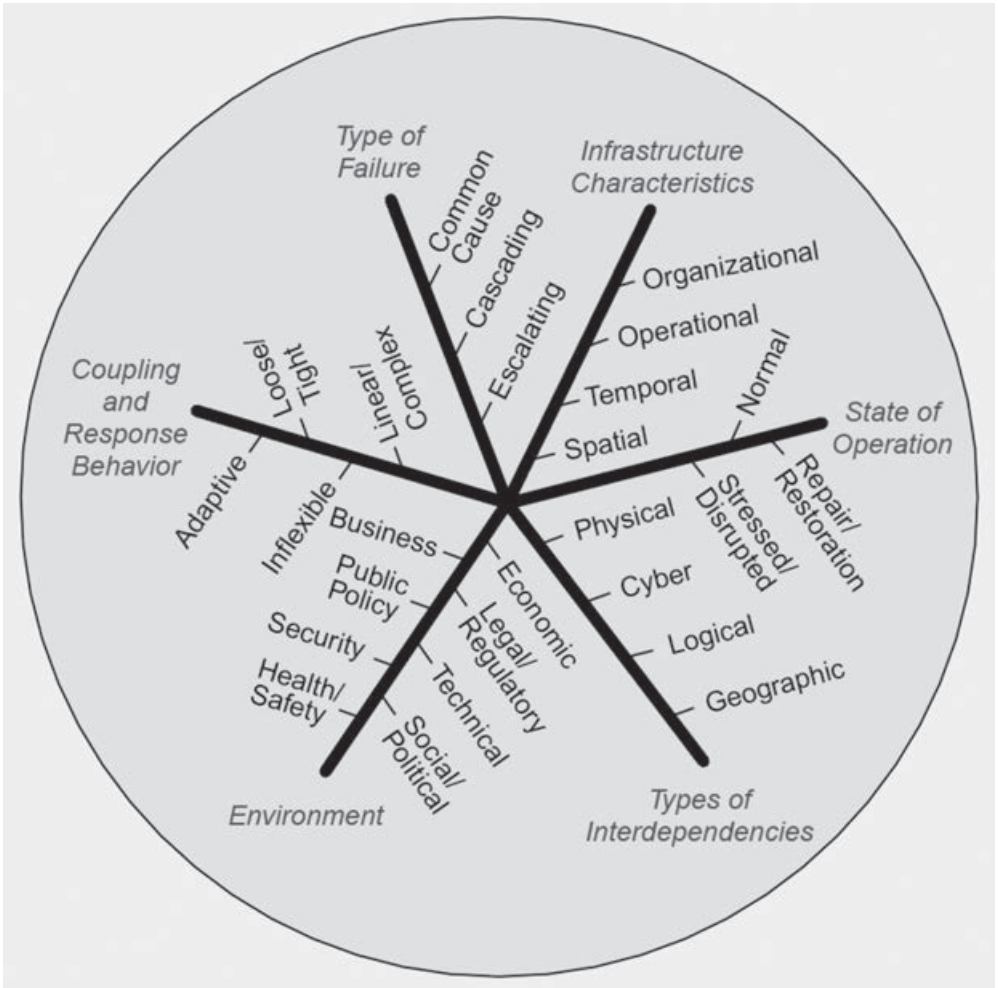 Type of
Failure
Common
Cause
Cascading
Escalating
Infrastructure
Characteristics
Organizational
Operational
Temporal
Spatial
State of
Operation
Normal
Stressed/
Disrupted
Repair/
Restoration
Types of
Interdependencies
Physical
Cyber
Logical
Geographic
Environment
Economic
Legal/
Regulatory
Technical
Social/
Political
Business
Public
Policy
Security
Health/
Safety
Coupling
and
Response
Behavior
Loose/
Tight
Linear/
Complex
Adaptive
Inflexible